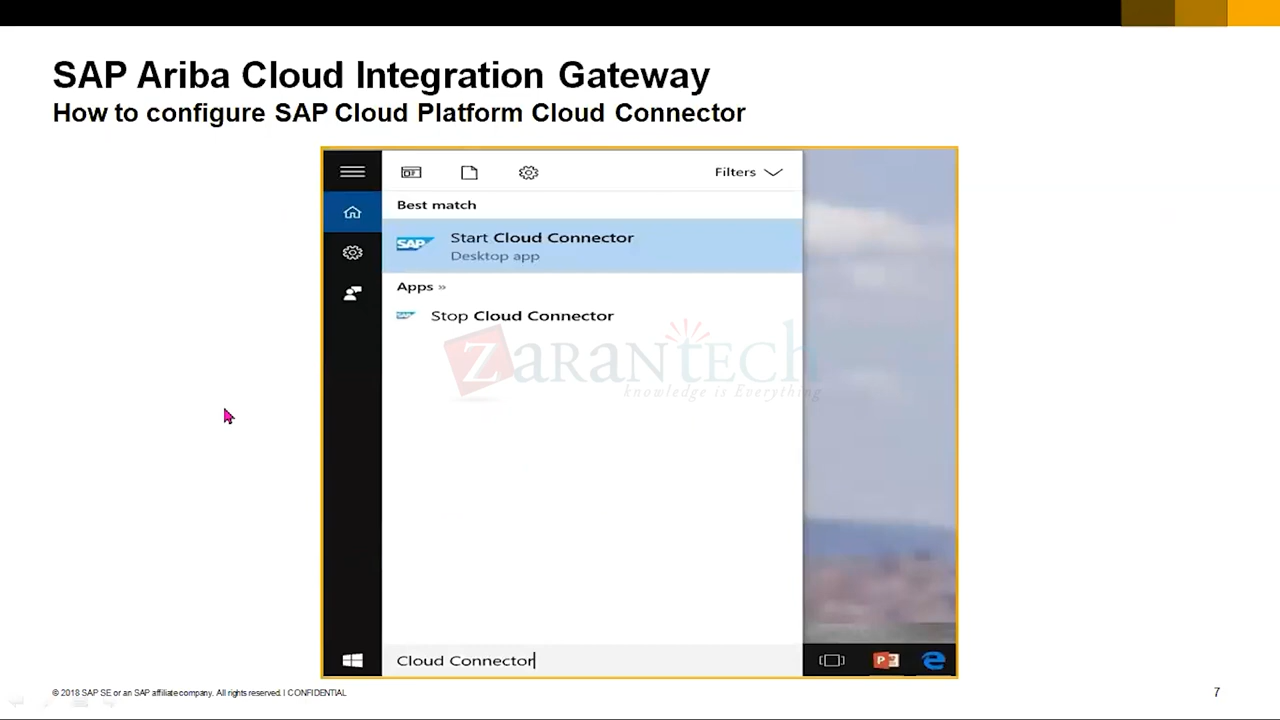 SAP Ariba Cloud Integration Gateway
How to configure SAP Cloud Platform Cloud Connector
Filters
Best match
SAP
Start Cloud Connector
Desktop app
Apps »
SAP
Stop Cloud Connector
ZaranTech
knowledge is Everything
Cloud Connector
© 2018 SAP SE or an SAP affiliate company. All rights reserved. I CONFIDENTIAL
7